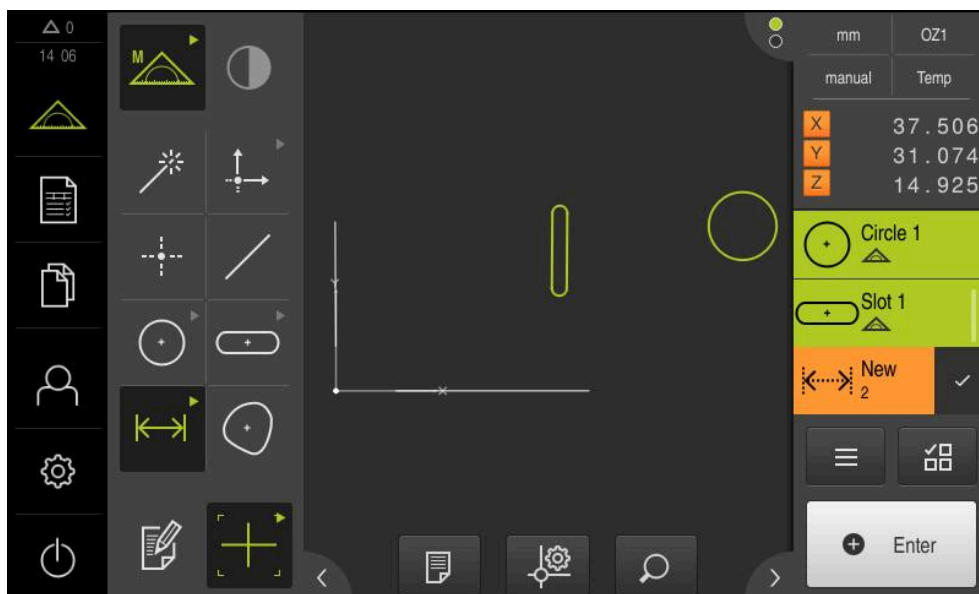 0
14 06
M
Y
X
mm
OZ1
manual
Temp
X 37.506
Y 31.074
Z 14.925
Circle 1
Slot 1
New
2
Enter